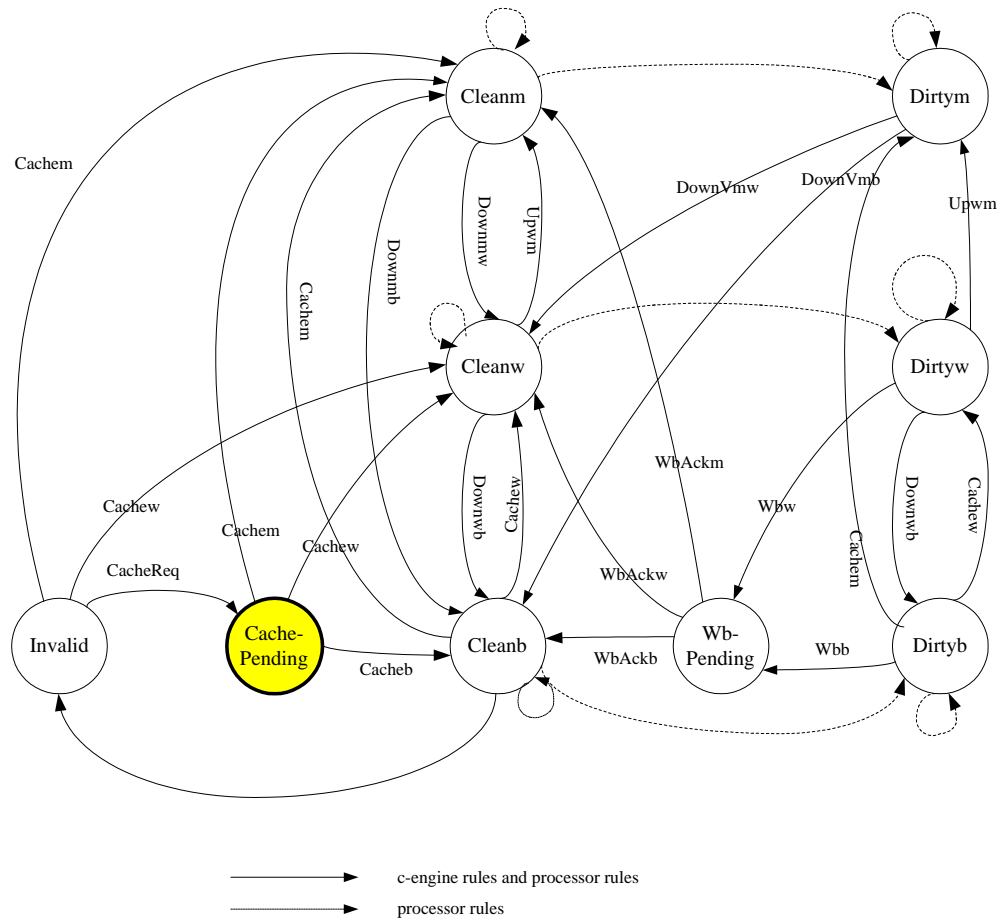 Cleanm
Dirtym
Cachem
DownVmw
DownVmb
Upwm
Downmw
Upwm
Downmb
Cachem
Cleanw
Dirtyw
WbAckm
Downwb
Cachew
Downwb
Cachew
Cachew
Wbw
Cachem
Cachew
Cachem
CacheReq
WbAckw
Invalid
Cache-
Pending
Cleanb
Wb-
Pending
Dirtyb
Cacheb
WbAckb
Wbb
c-engine rules and processor rules
processor rules